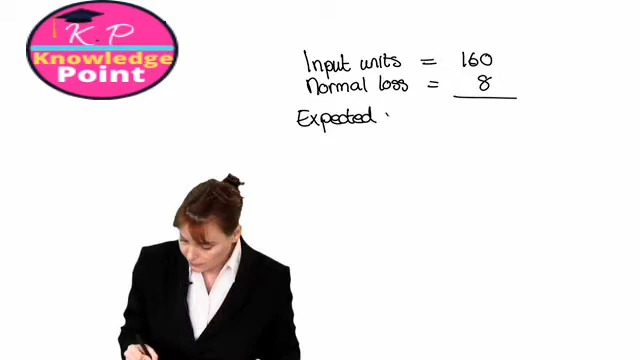 K.P
Knowledge
Point
Input units = 160
Normal loss = 8
Expected